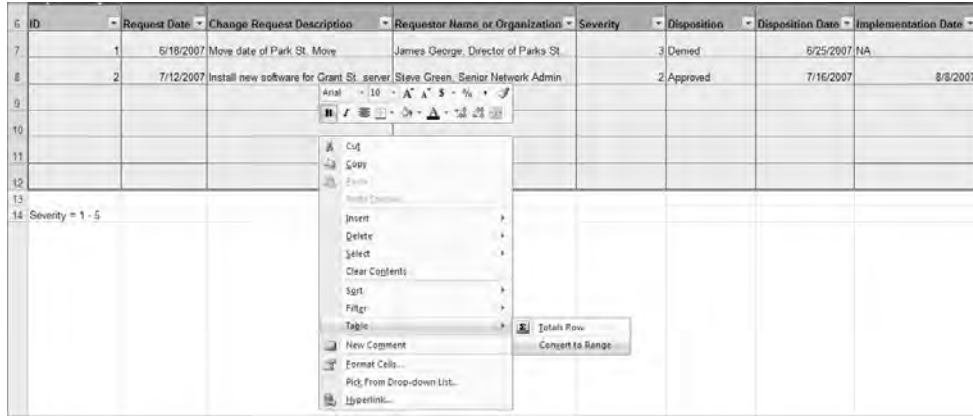 6 ID Request Date Change Request Description Requestor Name or Organization Severity Disposition Disposition Date Implementation Date
7 1 6/18/2007 Move date of Park St. Move James George, Director of Parks St. 3 Denied 6/25/2007 NA
8 2 7/12/2007 Install new software for Grant St. server Steve Green, Senior Network Admin 2 Approved 7/16/2007 8/8/2007
Arial 10 A A $ %
9
B I A
10
11
12
13
14 Severity = 1 - 5
Cut
Copy
Paste
Insert
Delete
Select
Clear Contents
Sort
Filter
Table
Totals Row
Convert to Range
New Comment
Format Cells...
Pick From Drop-down List...
Hyperlink...